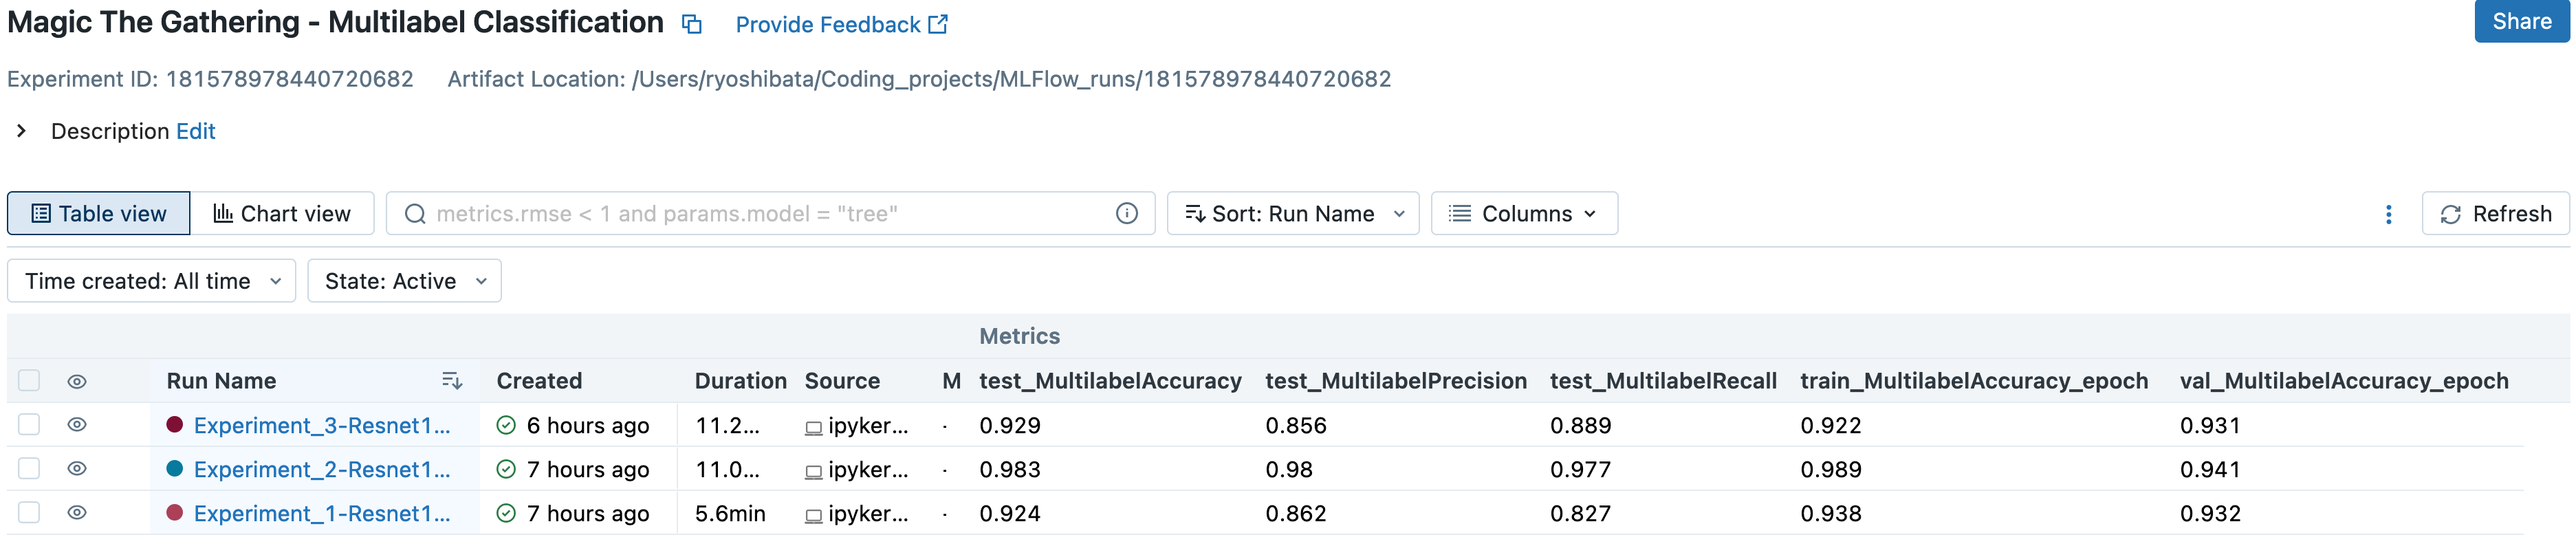 Magic The Gathering - Multilabel Classification Provide Feedback Share
Experiment ID: 181578978440720682 Artifact Location: /Users/ryoshibata/Coding_projects/MLFlow_runs/181578978440720682
Description Edit
Table view Chart view metrics.rmse < 1 and params.model = "tree" Sort: Run Name Columns Refresh
Time created: All time State: Active
Metrics
Run Name Created Duration Source M test_MultilabelAccuracy test_MultilabelPrecision test_MultilabelRecall train_MultilabelAccuracy_epoch val_MultilabelAccuracy_epoch
Experiment_3-Resnet1... 6 hours ago 11.2... ipyker... - 0.929 0.856 0.889 0.922 0.931
Experiment_2-Resnet1... 7 hours ago 11.0... ipyker... - 0.983 0.98 0.977 0.989 0.941
Experiment_1-Resnet1... 7 hours ago 5.6min ipyker... - 0.924 0.862 0.827 0.938 0.932